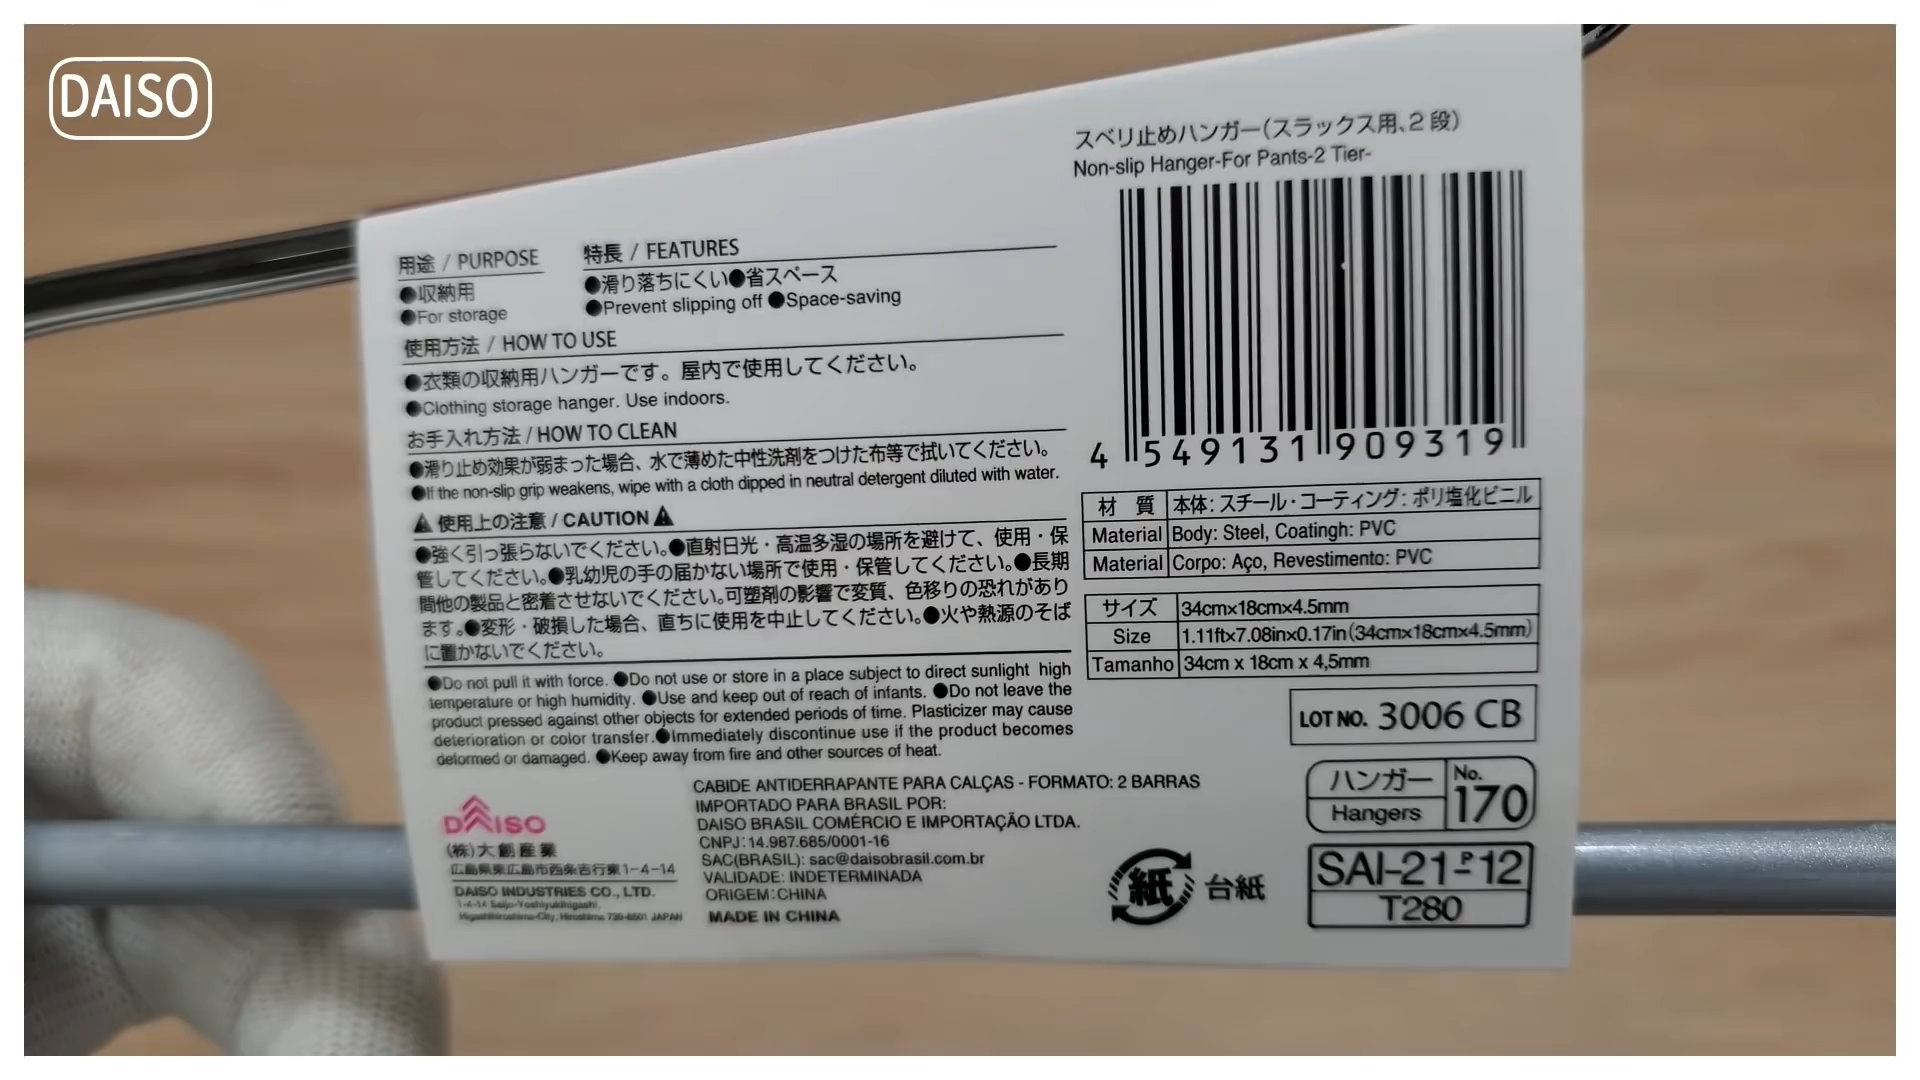 DAISO
スベリ止めハンガー(スラックス用、2段)
Non-slip Hanger-For Pants-2 Tier-
4 549131 909319
用途 / PURPOSE
●収納用
●For storage
特長 / FEATURES
●滑り落ちにくい●省スペース
●Prevent slipping off ●Space-saving
使用方法 / HOW TO USE
●衣類の収納用ハンガーです。屋内で使用してください。
●Clothing storage hanger. Use indoors.
お手入れ方法 / HOW TO CLEAN
●滑り止め効果が弱まった場合、水で薄めた中性洗剤をつけた布等で拭いてください。
●If the non-slip grip weakens, wipe with a cloth dipped in neutral detergent diluted with water.
⚠ 使用上の注意 / CAUTION ⚠
●強く引っ張らないでください。●直射日光・高温多湿の場所を避けて、使用・保
管してください。●乳幼児の手の届かない場所で使用・保管してください。●長期
間他の製品と密着させないでください。可塑剤の影響で変質、色移りの恐れがあり
ます。●変形・破損した場合、直ちに使用を中止してください。●火や熱源のそば
に置かないでください。
●Do not pull it with force. ●Do not use or store in a place subject to direct sunlight high
temperature or high humidity. ●Use and keep out of reach of infants. ●Do not leave the
product pressed against other objects for extended periods of time. Plasticizer may cause
deterioration or color transfer.●Immediately discontinue use if the product becomes
deformed or damaged. ●Keep away from fire and other sources of heat.
材 質 本体: スチール・コーティング: ポリ塩化ビニル
Material Body: Steel, Coatingh: PVC
Material Corpo: Aço, Revestimento: PVC
サイズ 34cm×18cm×4.5mm
Size 1.11ft×7.08in×0.17in(34cm×18cm×4.5mm)
Tamanho 34cm x 18cm x 4,5mm
LOT NO. 3006 CB
DAISO
(株)大創産業
広島県東広島市西条吉行東1-4-14
DAISO INDUSTRIES CO., LTD.
1-4-14 Saijo-Yoshiyukihigashi,
Higashihiroshima-City, Hiroshima 739-8501 JAPAN
CABIDE ANTIDERRAPANTE PARA CALÇAS - FORMATO: 2 BARRAS
IMPORTADO PARA BRASIL POR:
DAISO BRASIL COMÉRCIO E IMPORTAÇÃO LTDA.
CNPJ:14.987.685/0001-16
SAC(BRASIL): sac@daisobrasil.com.br
VALIDADE: INDETERMINADA
ORIGEM:CHINA
MADE IN CHINA
紙 台紙
ハンガー
Hangers
No.
170
SAI-21-P-12
T280